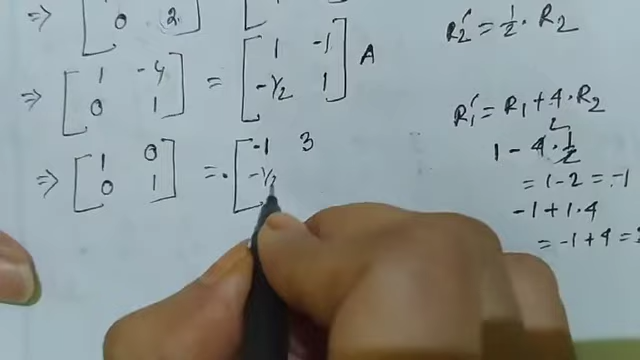 ⇒ [ 0 2 R₂′ = 1/2 · R₂
⇒ [ 1 -4 ] = [ 1 -1 ] A
[ 0 1 ] [ -1/2 1 ]
R₁′ = R₁ + 4 · R₂
1 - 4 · 1/2
= 1 - 2 = -1
⇒ [ 1 0 ] = · [ -1 3
[ 0 1 ] [ -1/2
-1 + 1 · 4
= -1 + 4 =